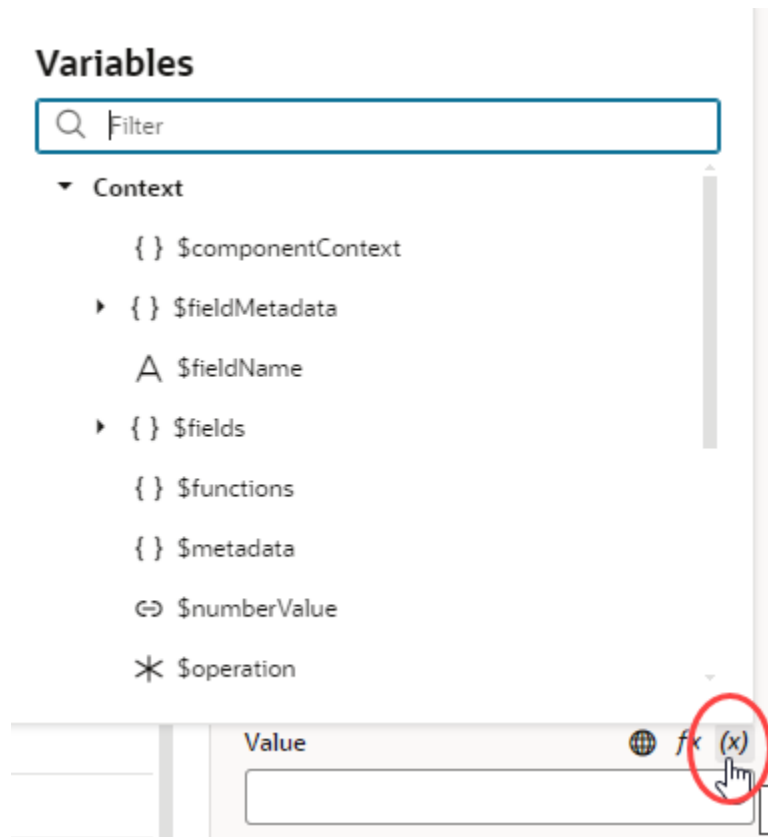 Variables
Filter
Context
{ } $componentContext
{ } $fieldMetadata
A $fieldName
{ } $fields
{ } $functions
{ } $metadata
$numberValue
$operation
Value fx (x)